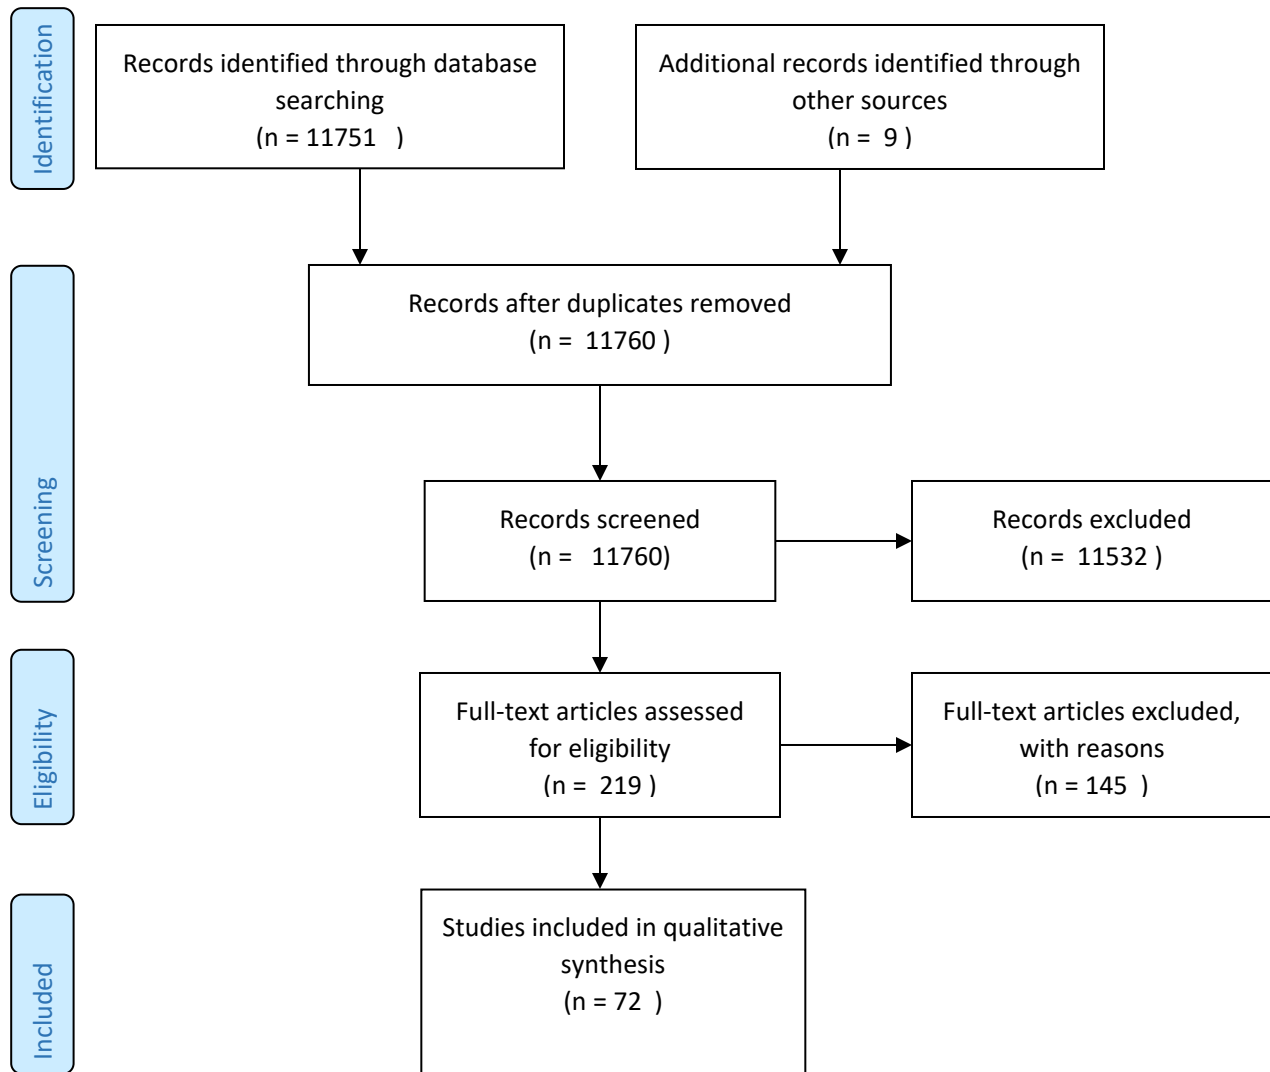 Identification
Records identified through database
searching
(n = 11751   )
Additional records identified through
other sources
(n =  9 )
Screening
Records after duplicates removed
(n =  11760 )
Records screened
(n =   11760)
Records excluded
(n =  11532 )
Eligibility
Full-text articles assessed
for eligibility
(n =  219 )
Full-text articles excluded,
with reasons
(n = 145  )
Included
Studies included in qualitative
synthesis
(n = 72  )